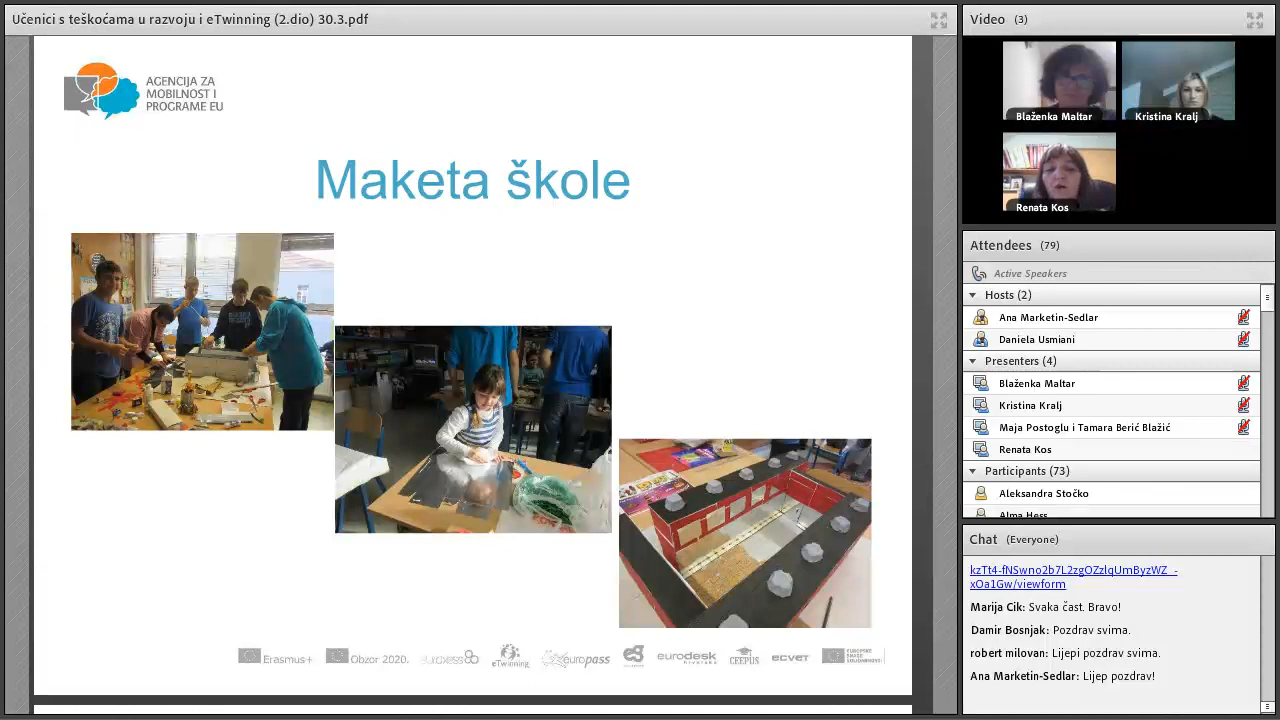 Učenici s teškoćama u razvoju i eTwinning (2.dio) 30.3.pdf
AGENCIJA ZA
MOBILNOST I
PROGRAME EU
Maketa škole
Erasmus+
Obzor 2020.
euraxess
eTwinning
europass
eurodesk
CEEPUS
ECVET
Video (3)
Blaženka Maltar
Kristina Kralj
Renata Kos
Attendees (79)
Active Speakers
Hosts (2)
Ana Marketin-Sedlar
Daniela Usmiani
Presenters (4)
Blaženka Maltar
Kristina Kralj
Maja Postoglu i Tamara Berić Blažić
Renata Kos
Participants (73)
Aleksandra Stočko
Alma Hess
Chat (Everyone)
kzTt4-fNSwno2b7L2zgOZzlqUmByzWZ_-
xOa1Gw/viewform
Marija Cik: Svaka čast. Bravo!
Damir Bosnjak: Pozdrav svima.
robert milovan: Lijepi pozdrav svima.
Ana Marketin-Sedlar: Lijep pozdrav!